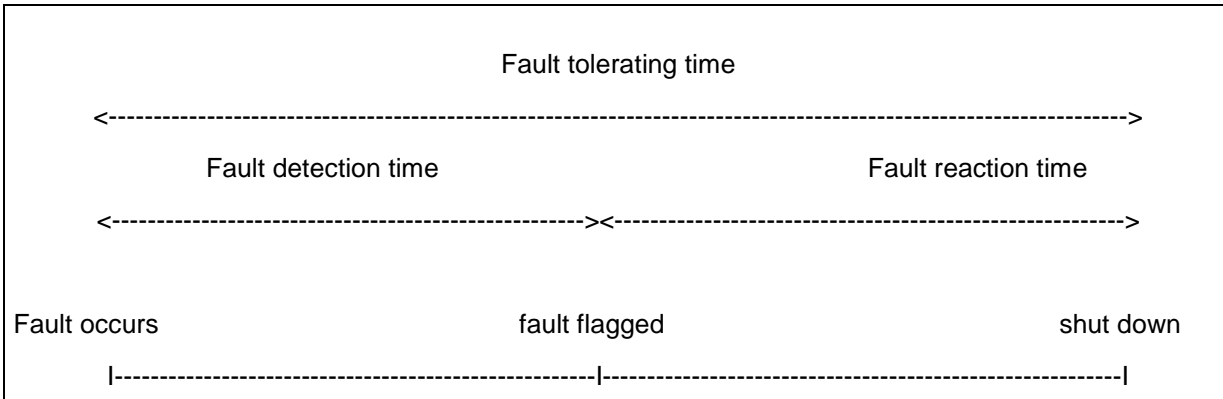 Fault tolerating time
<----------------------------------------------------------------------------------------------------------------->
Fault detection time Fault reaction time
<----------------------------------------------------><--------------------------------------------------------->
Fault occurs fault flagged shut down
|------------------------------------------------------|----------------------------------------------------------|